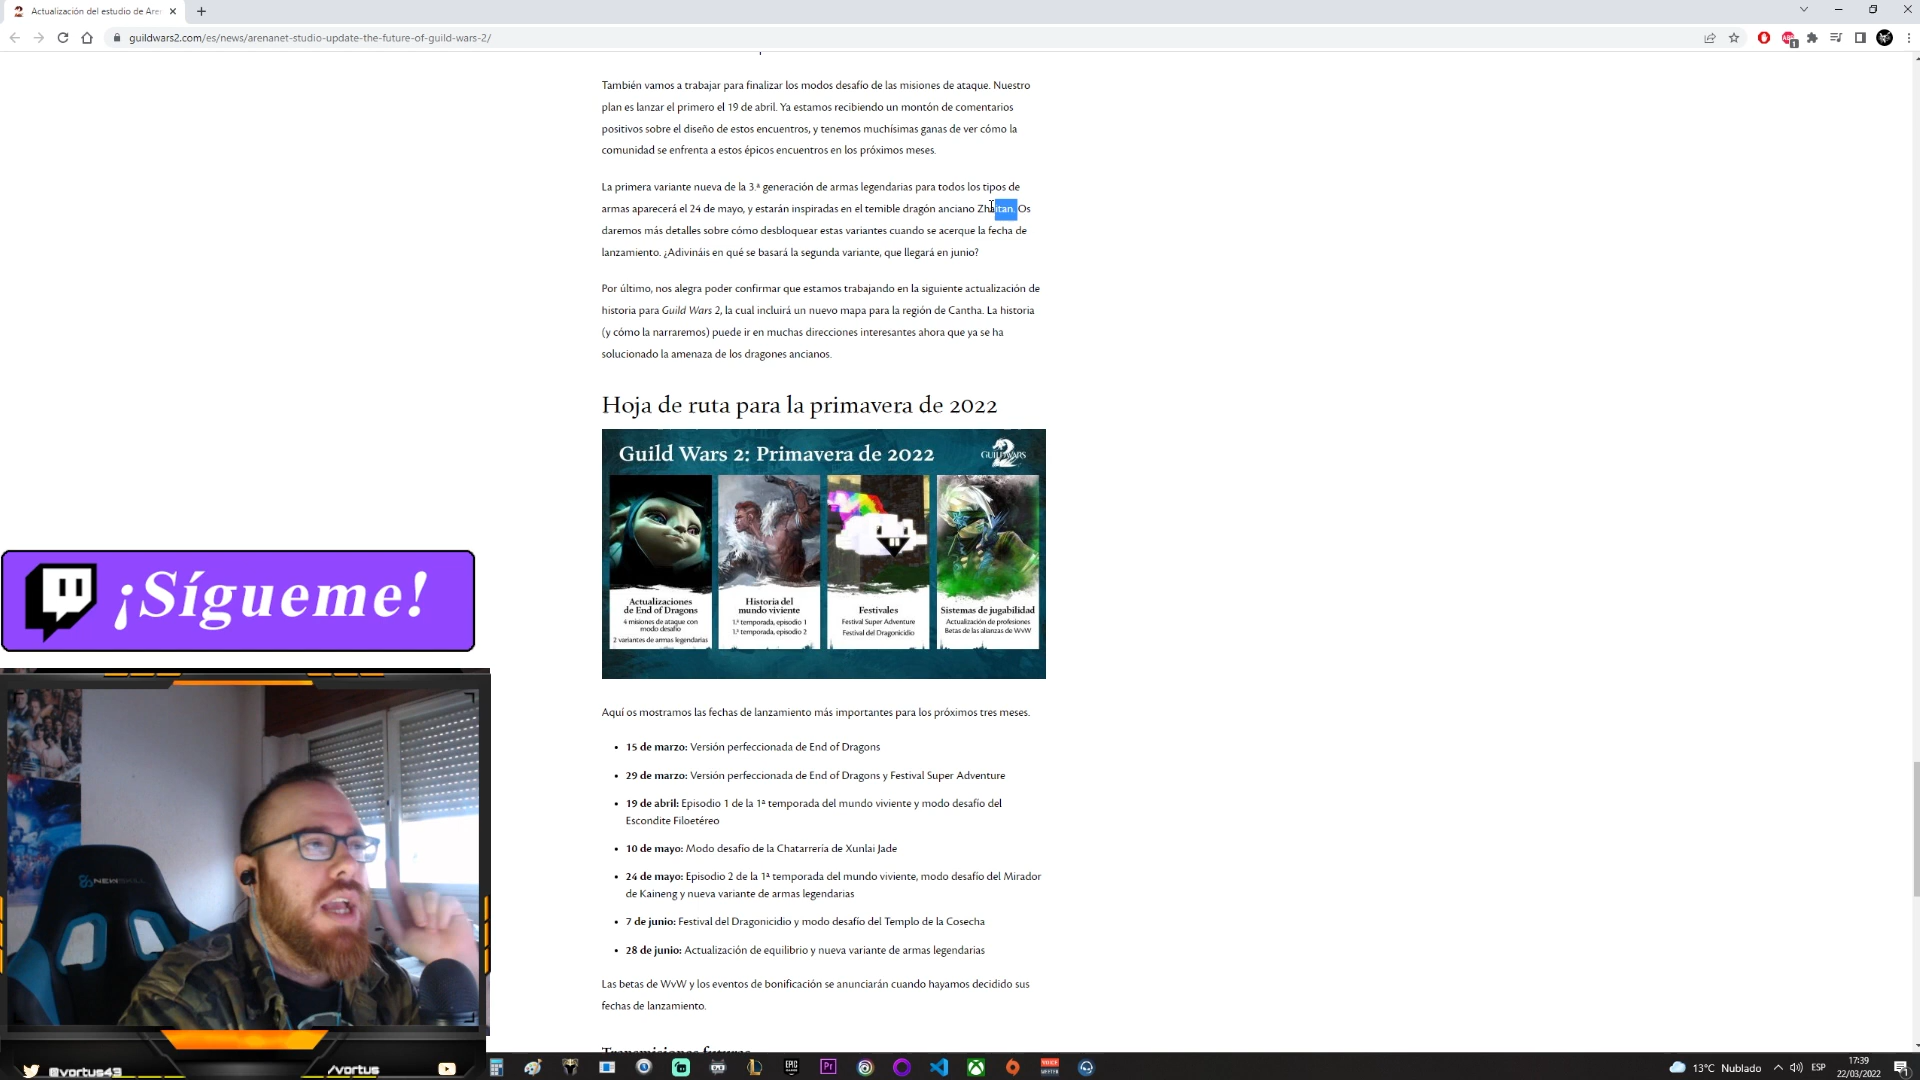 Actualización del estudio de Are
guildwars2.com/es/news/arenanet-studio-update-the-future-of-guild-wars-2/
También vamos a trabajar para finalizar los modos desafío de las misiones de ataque. Nuestro
plan es lanzar el primero el 19 de abril. Ya estamos recibiendo un montón de comentarios
positivos sobre el diseño de estos encuentros, y tenemos muchísimas ganas de ver cómo la
comunidad se enfrenta a estos épicos encuentros en los próximos meses.
La primera variante nueva de la 3.ª generación de armas legendarias para todos los tipos de
armas aparecerá el 24 de mayo, y estarán inspiradas en el temible dragón anciano Zhaitan. Os
daremos más detalles sobre cómo desbloquear estas variantes cuando se acerque la fecha de
lanzamiento. ¿Adivináis en qué se basará la segunda variante, que llegará en junio?
Por último, nos alegra poder confirmar que estamos trabajando en la siguiente actualización de
historia para Guild Wars 2, la cual incluirá un nuevo mapa para la región de Cantha. La historia
(y cómo la narraremos) puede ir en muchas direcciones interesantes ahora que ya se ha
solucionado la amenaza de los dragones ancianos.
Hoja de ruta para la primavera de 2022
Guild Wars 2: Primavera de 2022
GUILD WARS 2
Actualizaciones
de End of Dragons
4 misiones de ataque con
modo desafío
2 variantes de armas legendarias
Historia del
mundo viviente
1.ª temporada, episodio 1
1.ª temporada, episodio 2
Festivales
Festival Super Adventure
Festival del Dragonicidio
Sistemas de jugabilidad
Actualización de profesiones
Betas de las alianzas de WvW
Aquí os mostramos las fechas de lanzamiento más importantes para los próximos tres meses.
• 15 de marzo: Versión perfeccionada de End of Dragons
• 29 de marzo: Versión perfeccionada de End of Dragons y Festival Super Adventure
• 19 de abril: Episodio 1 de la 1ª temporada del mundo viviente y modo desafío del
Escondite Filoetéreo
• 10 de mayo: Modo desafío de la Chatarrería de Xunlai Jade
• 24 de mayo: Episodio 2 de la 1ª temporada del mundo viviente, modo desafío del Mirador
de Kaineng y nueva variante de armas legendarias
• 7 de junio: Festival del Dragonicidio y modo desafío del Templo de la Cosecha
• 28 de junio: Actualización de equilibrio y nueva variante de armas legendarias
Las betas de WvW y los eventos de bonificación se anunciarán cuando hayamos decidido sus
fechas de lanzamiento.
¡Sígueme!
@vortus43
/vortus
EPIC
Pr
13°C Nublado
ESP
17:39
22/03/2022